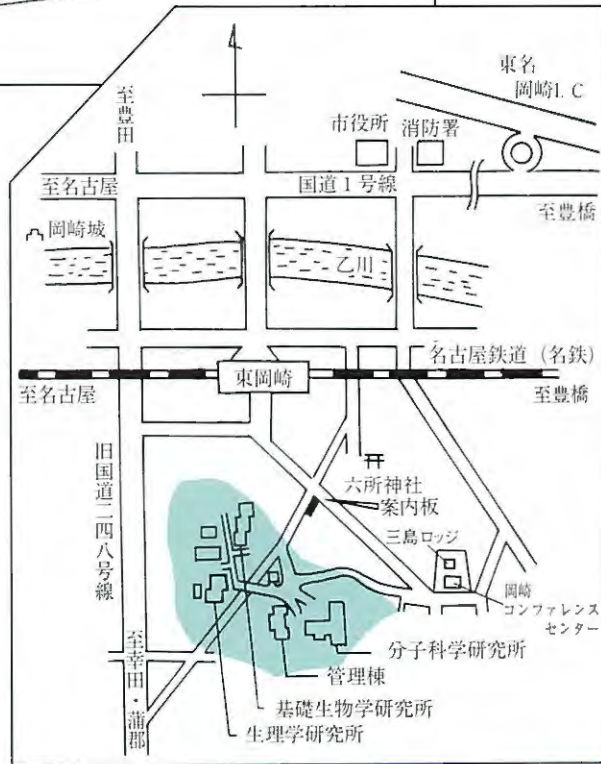 東名
岡崎I.C
至豊田
市役所
消防署
至名古屋
国道1号線
至豊橋
岡崎城
乙川
名古屋鉄道（名鉄）
東岡崎
至名古屋
至豊橋
旧国道二四八号線
六所神社
案内板
三島ロッジ
岡崎
コンファレンス
センター
分子科学研究所
管理棟
至幸田・蒲郡
基礎生物学研究所
生理学研究所